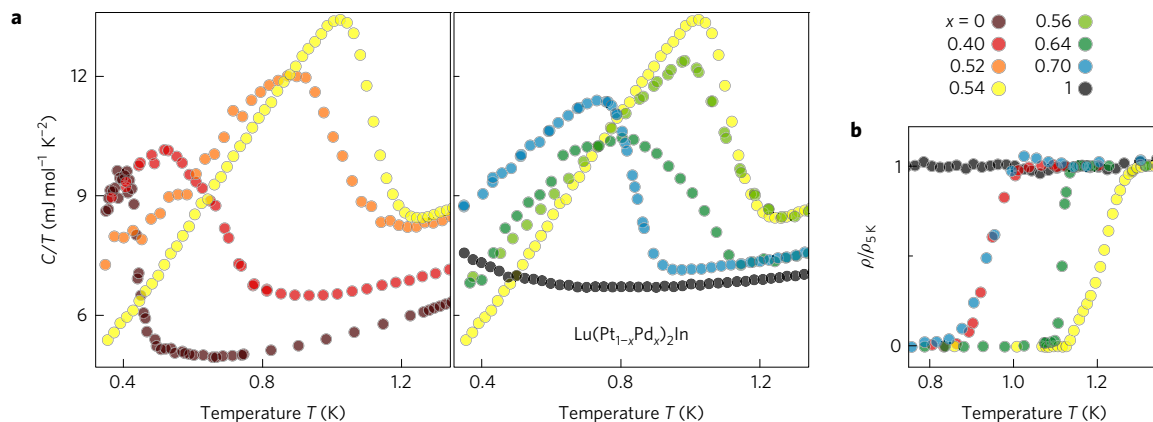 a
x = 0
0.40
0.52
0.54
0.56
0.64
0.70
1
12
9
6
C/T (mJ mol⁻¹ K⁻²)
0.4
0.8
1.2
Temperature T (K)
Lu(Pt₁₋ₓPdₓ)₂In
0.4
0.8
1.2
Temperature T (K)
b
1
0
ρ/ρ₅ K
0.8
1.0
1.2
Temperature T (K)